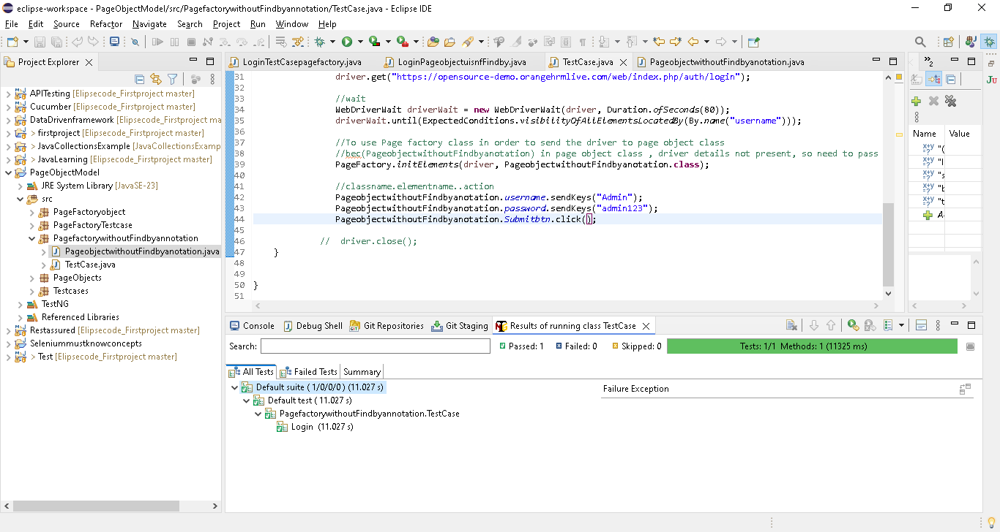 eclipse-workspace - PageObjectModel/src/PagefactorywithoutFindbyannotation/TestCase.java - Eclipse IDE
File Edit Source Refactor Navigate Search Project Run Window Help
Project Explorer
APITesting [Elipsecode_Firstproject master]
Cucumber [Elipsecode_Firstproject master]
DataDrivenframework [Elipsecode_Firstproject ma
> firstproject [Elipsecode_Firstproject master]
> JavaCollectionsExample [JavaCollectionsExamp
> JavaLearning [Elipsecode_Firstproject master]
PageObjectModel
JRE System Library [JavaSE-23]
src
PageFactoryobject
PageFactoryTestcase
PagefactorywithoutFindbyannotation
PageobjectwithoutFindbyanotation.java
TestCase.java
PageObjects
Testcases
TestNG
Referenced Libraries
Restassured [Elipsecode_Firstproject master]
Seleniummustknowconcepts
> Test [Elipsecode_Firstproject master]
LoginTestCasepagefactory.java LoginPageobjectuisnfFindby.java TestCase.java PageobjectwithoutFindbyanotation.java
31 driver.get("https://opensource-demo.orangehrmlive.com/web/index.php/auth/login");
32
33 //wait
34 WebDriverWait driverWait = new WebDriverWait(driver, Duration.ofSeconds(80));
35 driverWait.until(ExpectedConditions.visibilityOfAllElementsLocatedBy(By.name("username")));
36
37 //To use Page factory class in order to send the driver to page object class
38 //bec(PageobjectwithoutFindbyanotation) in page object class , driver details not present, so need to pass
39 PageFactory.initElements(driver, PageobjectwithoutFindbyanotation.class);
40
41 //classname.elementname..action
42 PageobjectwithoutFindbyanotation.username.sendKeys("Admin");
43 PageobjectwithoutFindbyanotation.password.sendKeys("admin123");
44 PageobjectwithoutFindbyanotation.Submitbtn.click();
45
46 // driver.close();
47 }
48
49
50 }
51
Console Debug Shell Git Repositories Git Staging Results of running class TestCase
Search: Passed: 1 Failed: 0 Skipped: 0 Tests: 1/1 Methods: 1 (11325 ms)
All Tests Failed Tests Summary
Default suite ( 1/0/0/0 ) (11.027 s)
Default test ( 11.027 s)
PagefactorywithoutFindbyannotation.TestCase
Login (11.027 s)
Failure Exception
2
Name Value
x+y =? "(
x+y =? "l
x+y =? "s
x+y =? "b
x+y =? "t